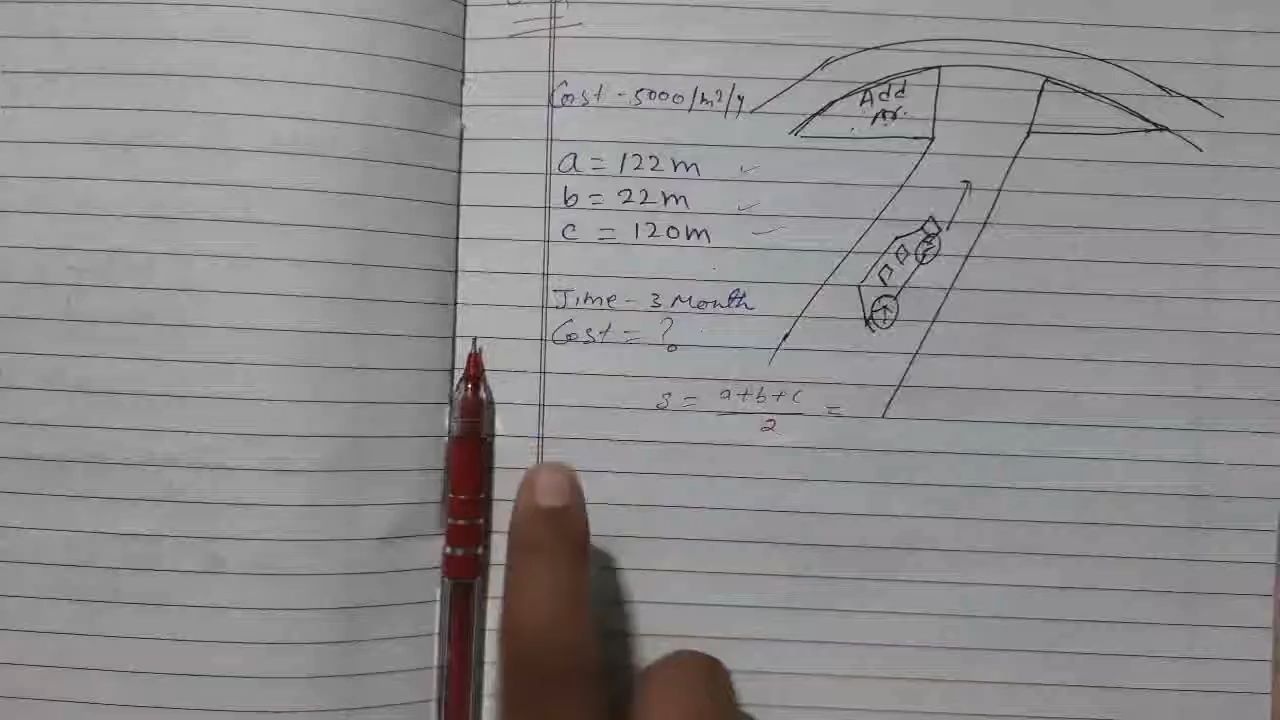 Cost - 5000/m²/y
Add
a = 122 m
b = 22 m
c = 120 m
Time - 3 Month
Cost = ?
s = a+b+c / 2 =